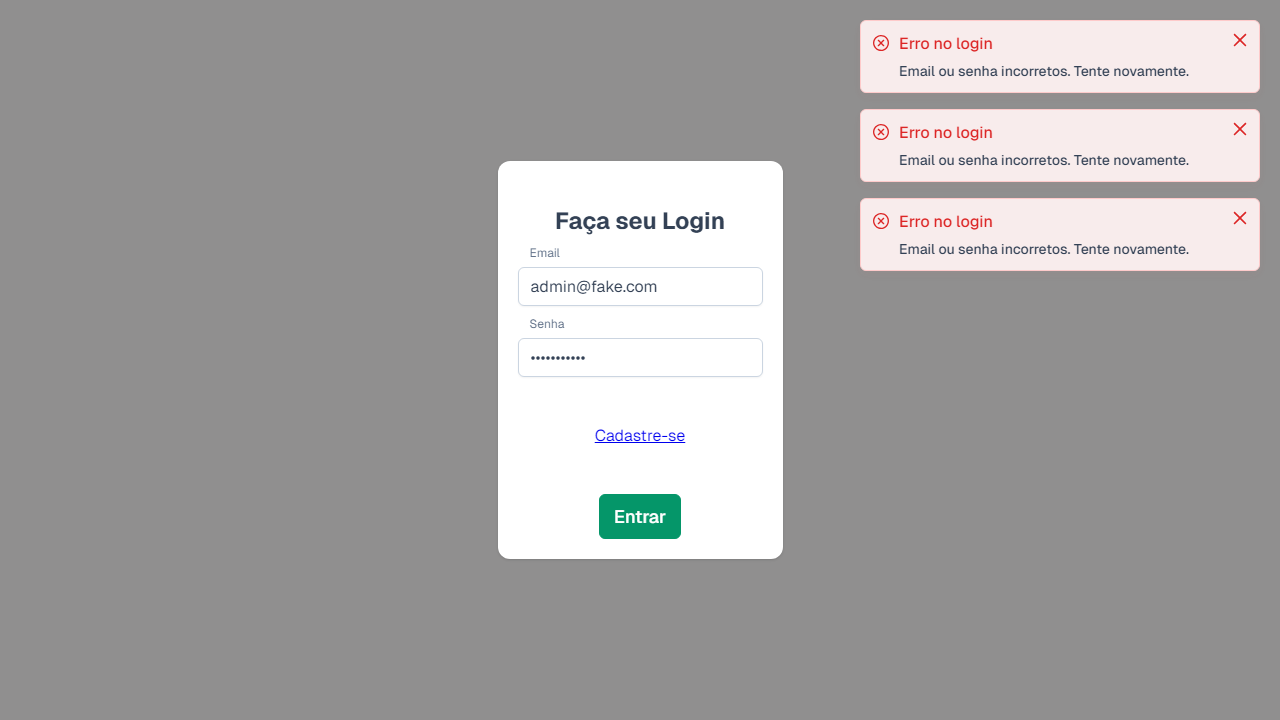 Erro no login
Email ou senha incorretos. Tente novamente.
Erro no login
Email ou senha incorretos. Tente novamente.
Erro no login
Email ou senha incorretos. Tente novamente.
Faça seu Login
Email
admin@fake.com
Senha
•••••••••••
Cadastre-se
Entrar